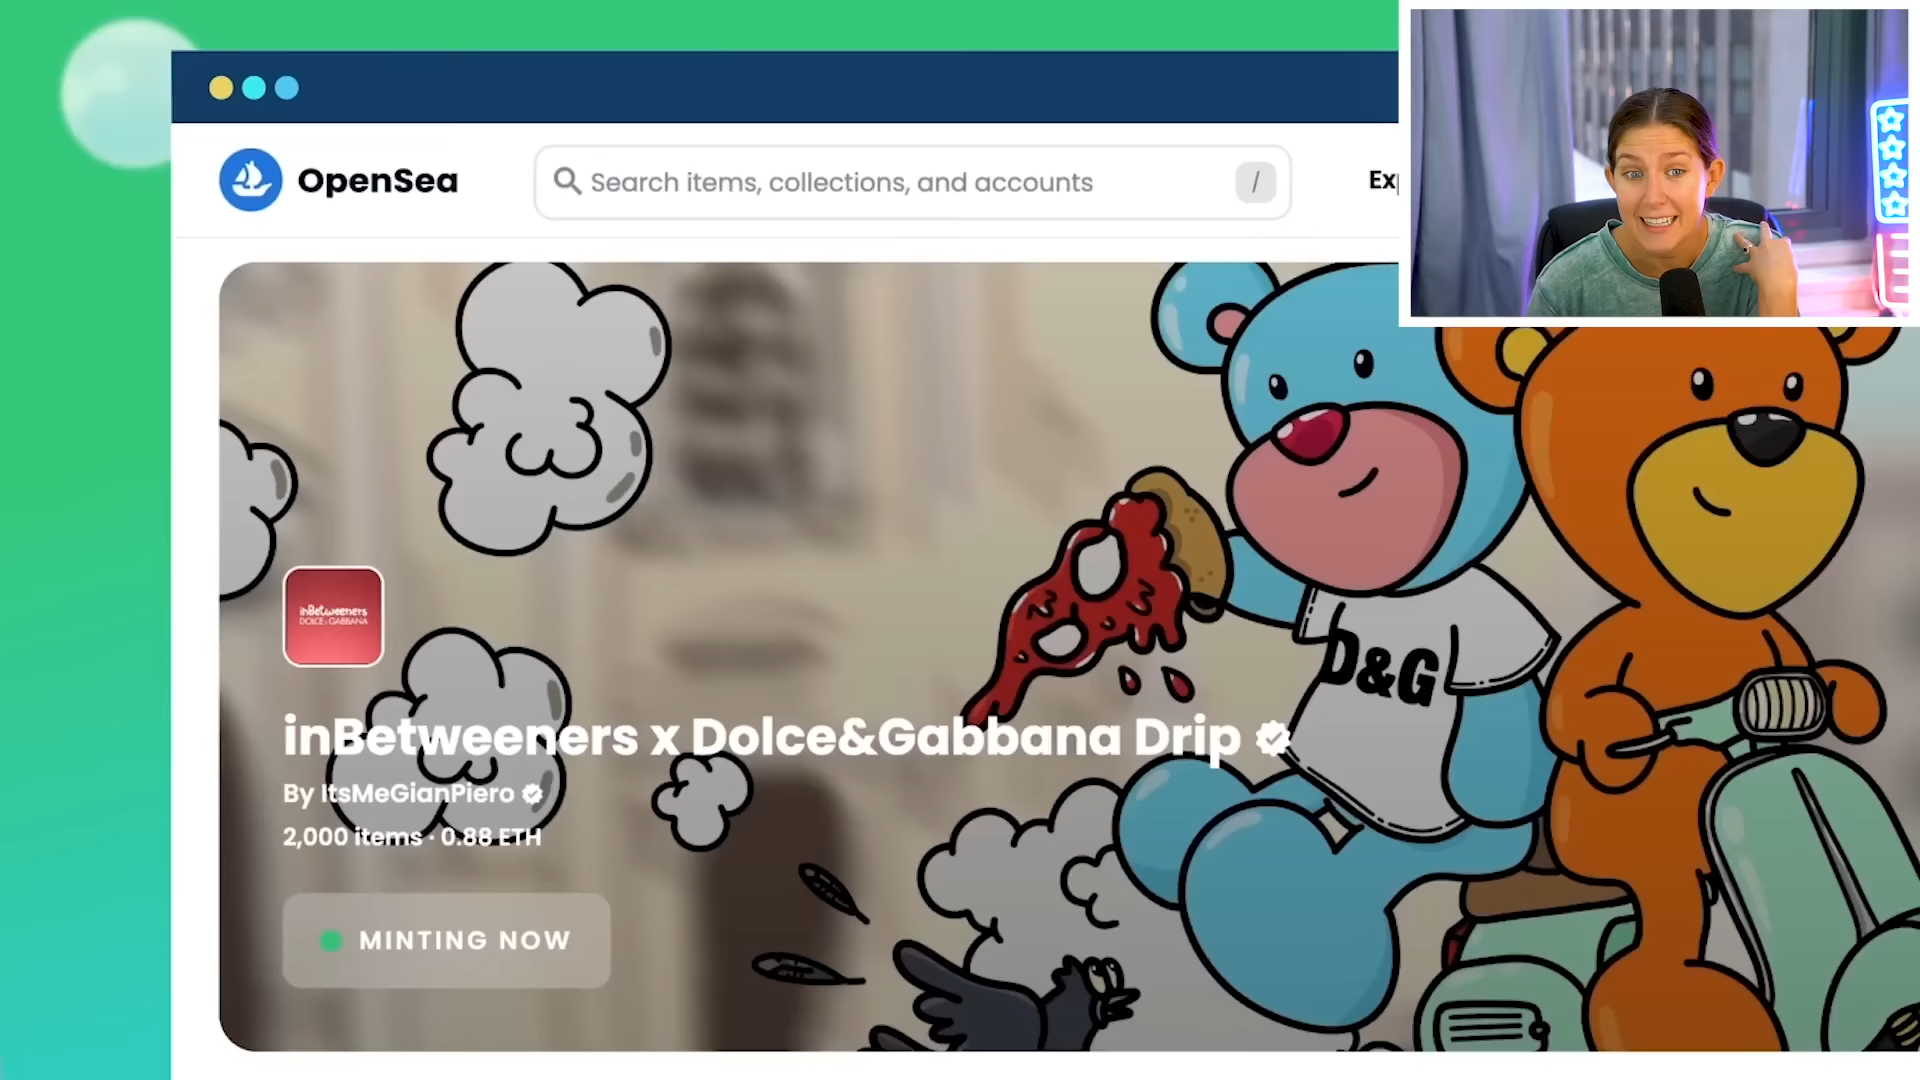 OpenSea
Search items, collections, and accounts
/
Ex
inBetweeners
DOLCE & GABBANA
D&G
inBetweeners x Dolce&Gabbana Drip
By ItsMeGianPiero
2,000 items · 0.88 ETH
MINTING NOW